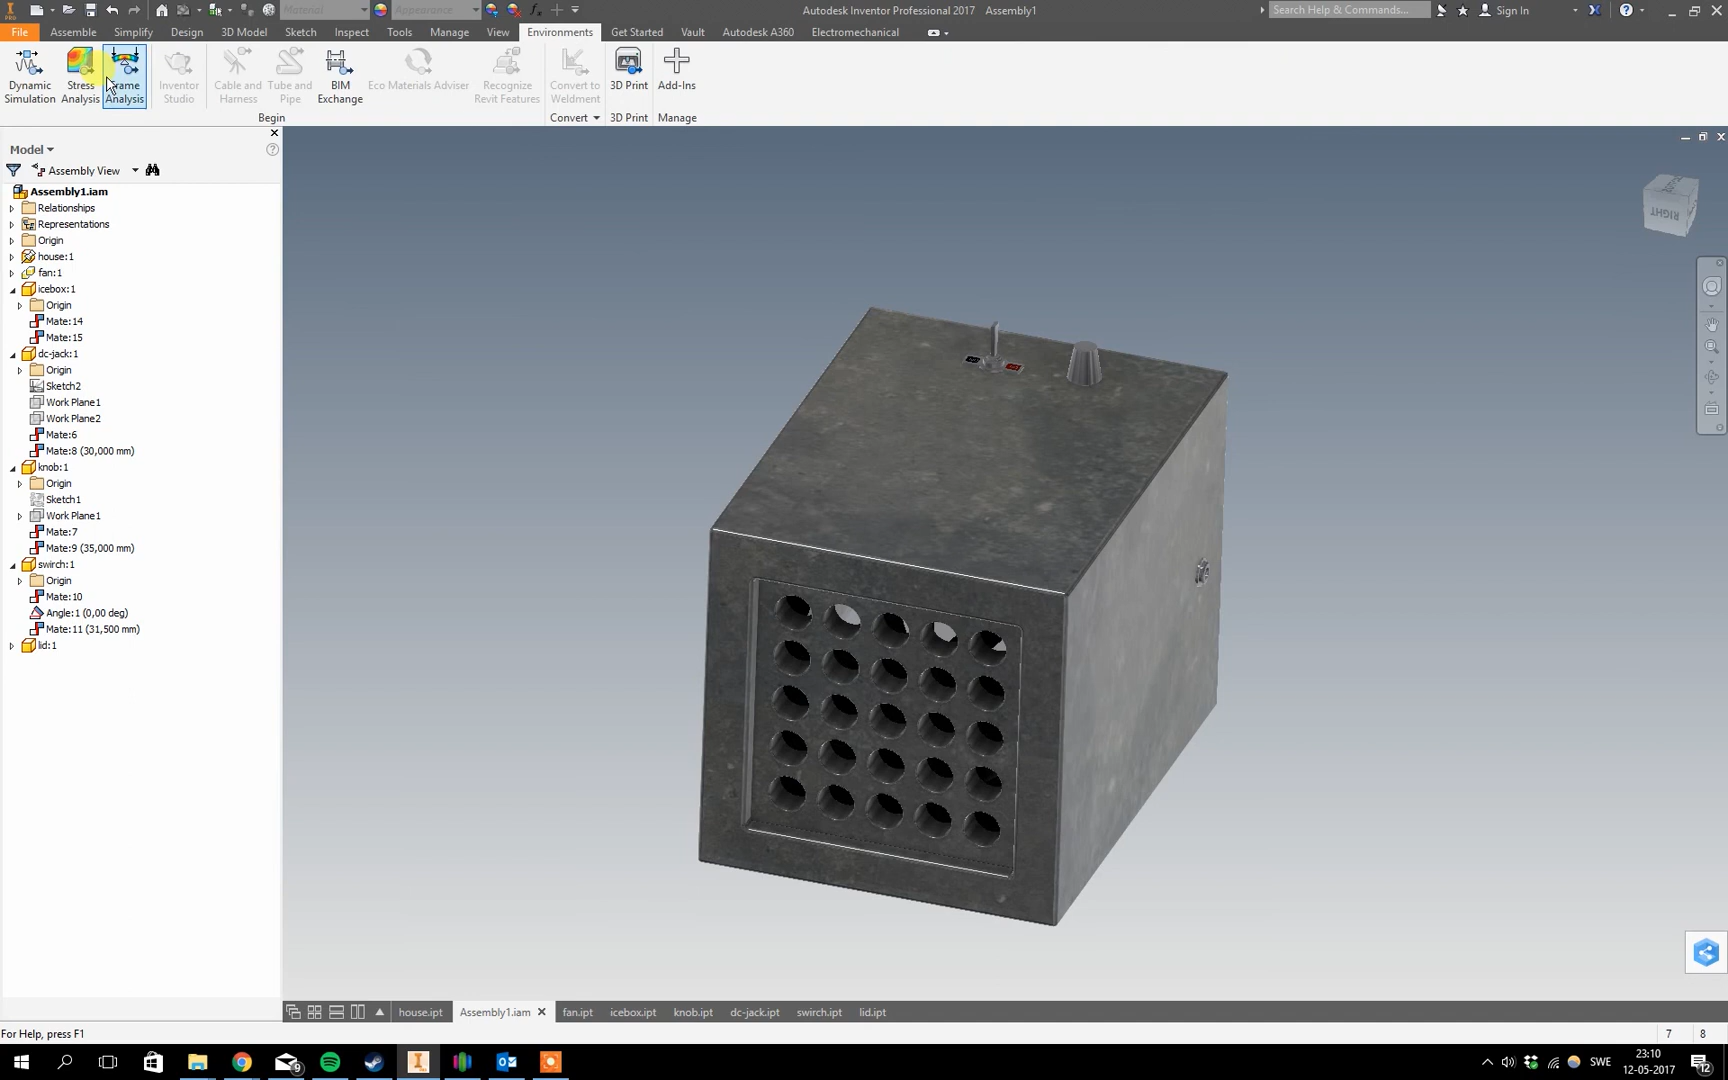 Material
Appearance
Autodesk Inventor Professional 2017 Assembly1
Search Help & Commands...
Sign In
File
Assemble
Simplify
Design
3D Model
Sketch
Inspect
Tools
Manage
View
Environments
Get Started
Vault
Autodesk A360
Electromechanical
Dynamic Simulation
Stress Analysis
Frame Analysis
Inventor Studio
Cable and Harness
Tube and Pipe
BIM Exchange
Eco Materials Adviser
Recognize Revit Features
Convert to Weldment
3D Print
Add-Ins
Begin
Convert
3D Print
Manage
Model
Assembly View
Assembly1.iam
Relationships
Representations
Origin
house:1
fan:1
icebox:1
Origin
Mate:14
Mate:15
dc-jack:1
Origin
Sketch2
Work Plane1
Work Plane2
Mate:6
Mate:8 (30,000 mm)
knob:1
Origin
Sketch1
Work Plane1
Mate:7
Mate:9 (35,000 mm)
swirch:1
Origin
Mate:10
Angle:1 (0,00 deg)
Mate:11 (31,500 mm)
lid:1
RIGHT
house.ipt
Assembly1.iam
fan.ipt
icebox.ipt
knob.ipt
dc-jack.ipt
swirch.ipt
lid.ipt
For Help, press F1
7
8
9
SWE
23:10
12-05-2017
12